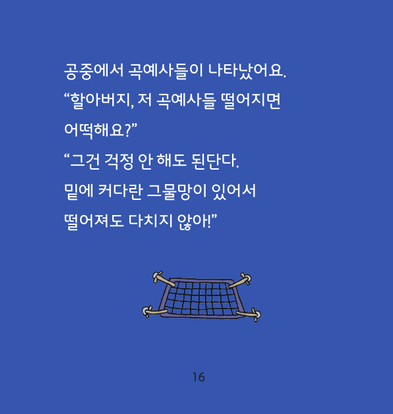 공중에서 곡예사들이 나타났어요.
“할아버지, 저 곡예사들 떨어지면
어떡해요?”
“그건 걱정 안 해도 된단다.
밑에 커다란 그물망이 있어서
떨어져도 다치지 않아!”
16